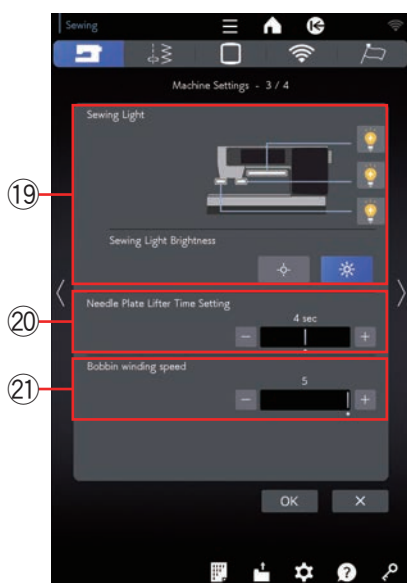 Sewing
Machine Settings - 3 / 4
Sewing Light
⑲
Sewing Light Brightness
Needle Plate Lifter Time Setting
⑳
4 sec
− +
Bobbin winding speed
㉑
5
− +
OK ×
?